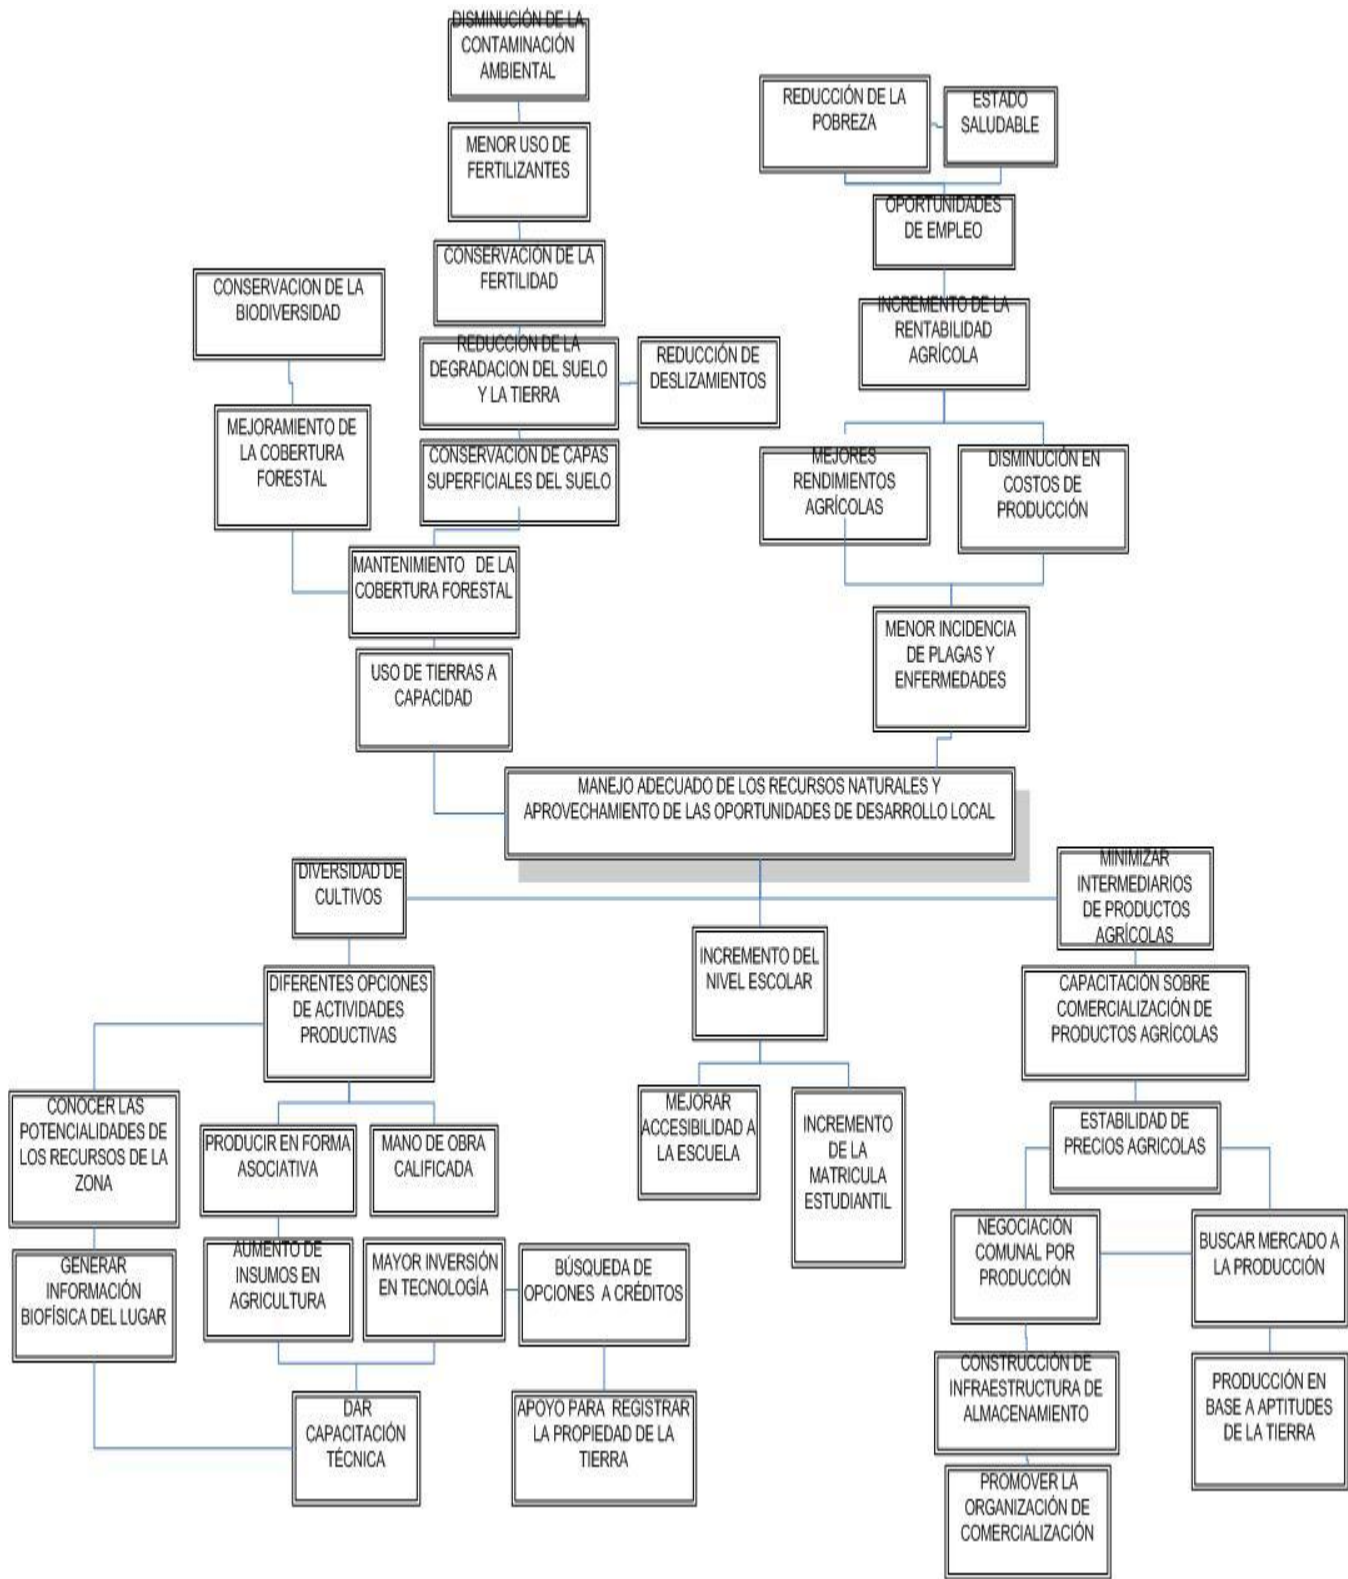 DISMINUCIÓN DE LA
CONTAMINACIÓN
AMBIENTAL
REDUCCIÓN DE LA
POBREZA
ESTADO
SALUDABLE
MENOR USO DE
FERTILIZANTES
OPORTUNIDADES
DE EMPLEO
CONSERVACIÓN DE LA
FERTILIDAD
CONSERVACION DE LA
BIODIVERSIDAD
INCREMENTO DE LA
RENTABILIDAD
AGRÍCOLA
REDUCCION DE LA
DEGRADACION DEL SUELO
Y LA TIERRA
REDUCCIÓN DE
DESLIZAMIENTOS
MEJORAMIENTO DE
LA COBERTURA
FORESTAL
CONSERVACIÓN DE CAPAS
SUPERFICIALES DEL SUELO
MEJORES
RENDIMIENTOS
AGRÍCOLAS
DISMINUCIÓN EN
COSTOS DE
PRODUCCIÓN
MANTENIMIENTO DE LA
COBERTURA FORESTAL
MENOR INCIDENCIA
DE PLAGAS Y
ENFERMEDADES
USO DE TIERRAS A
CAPACIDAD
MANEJO ADECUADO DE LOS RECURSOS NATURALES Y
APROVECHAMIENTO DE LAS OPORTUNIDADES DE DESARROLLO LOCAL
DIVERSIDAD DE
CULTIVOS
MINIMIZAR
INTERMEDIARIOS
DE PRODUCTOS
AGRÍCOLAS
INCREMENTO DEL
NIVEL ESCOLAR
DIFERENTES OPCIONES
DE ACTIVIDADES
PRODUCTIVAS
CAPACITACIÓN SOBRE
COMERCIALIZACIÓN DE
PRODUCTOS AGRÍCOLAS
CONOCER LAS
POTENCIALIDADES DE
LOS RECURSOS DE LA
ZONA
PRODUCIR EN FORMA
ASOCIATIVA
MANO DE OBRA
CALIFICADA
MEJORAR
ACCESIBILIDAD A
LA ESCUELA
INCREMENTO
DE LA
MATRICULA
ESTUDIANTIL
ESTABILIDAD DE
PRECIOS AGRICOLAS
GENERAR
INFORMACIÓN
BIOFÍSICA DEL LUGAR
AUMENTO DE
INSUMOS EN
AGRICULTURA
MAYOR INVERSIÓN
EN TECNOLOGÍA
BÚSQUEDA DE
OPCIONES A CRÉDITOS
NEGOCIACIÓN
COMUNAL POR
PRODUCCIÓN
BUSCAR MERCADO A
LA PRODUCCIÓN
DAR
CAPACITACIÓN
TÉCNICA
APOYO PARA REGISTRAR
LA PROPIEDAD DE LA
TIERRA
CONSTRUCCIÓN DE
INFRAESTRUCTURA DE
ALMACENAMIENTO
PRODUCCIÓN EN
BASE A APTITUDES
DE LA TIERRA
PROMOVER LA
ORGANIZACIÓN DE
COMERCIALIZACIÓN